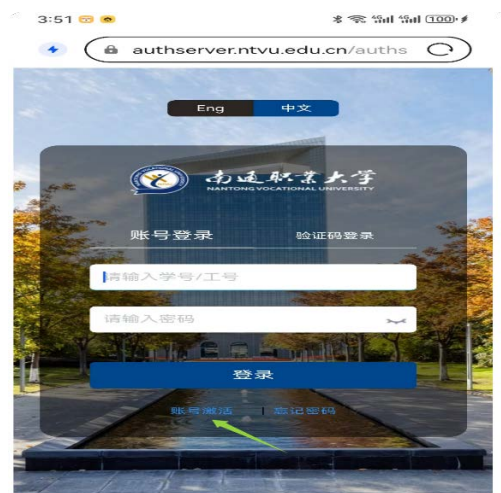 3:51 4G 4G 100
authserver.ntvu.edu.cn/auths
Eng 中文
南通职业大学
NANTONG VOCATIONAL UNIVERSITY
账号登录 验证码登录
请输入学号/工号
请输入密码
登录
账号激活 | 忘记密码